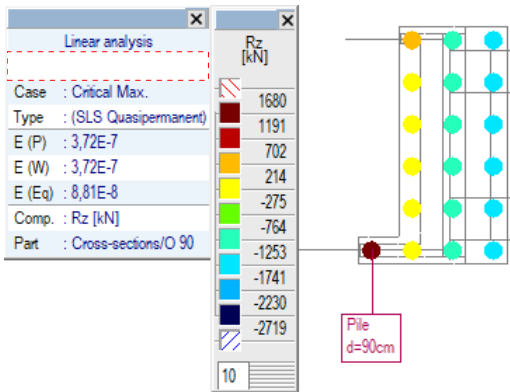 Linear analysis
Case : Critical Max.
Type : (SLS Quasipermanent)
E (P) : 3,72E-7
E (W) : 3,72E-7
E (Eq) : 8,81E-8
Comp. : Rz [kN]
Part : Cross-sections/O 90
Rz
[kN]
1680
1191
702
214
-275
-764
-1253
-1741
-2230
-2719
10
Pile
d=90cm